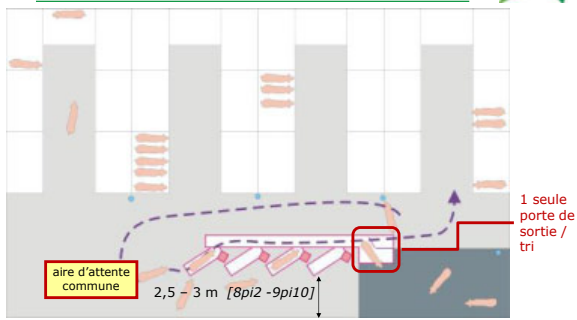 1 seule
porte de
sortie /
tri
aire d'attente
commune
2,5 – 3 m [8pi2 -9pi10]